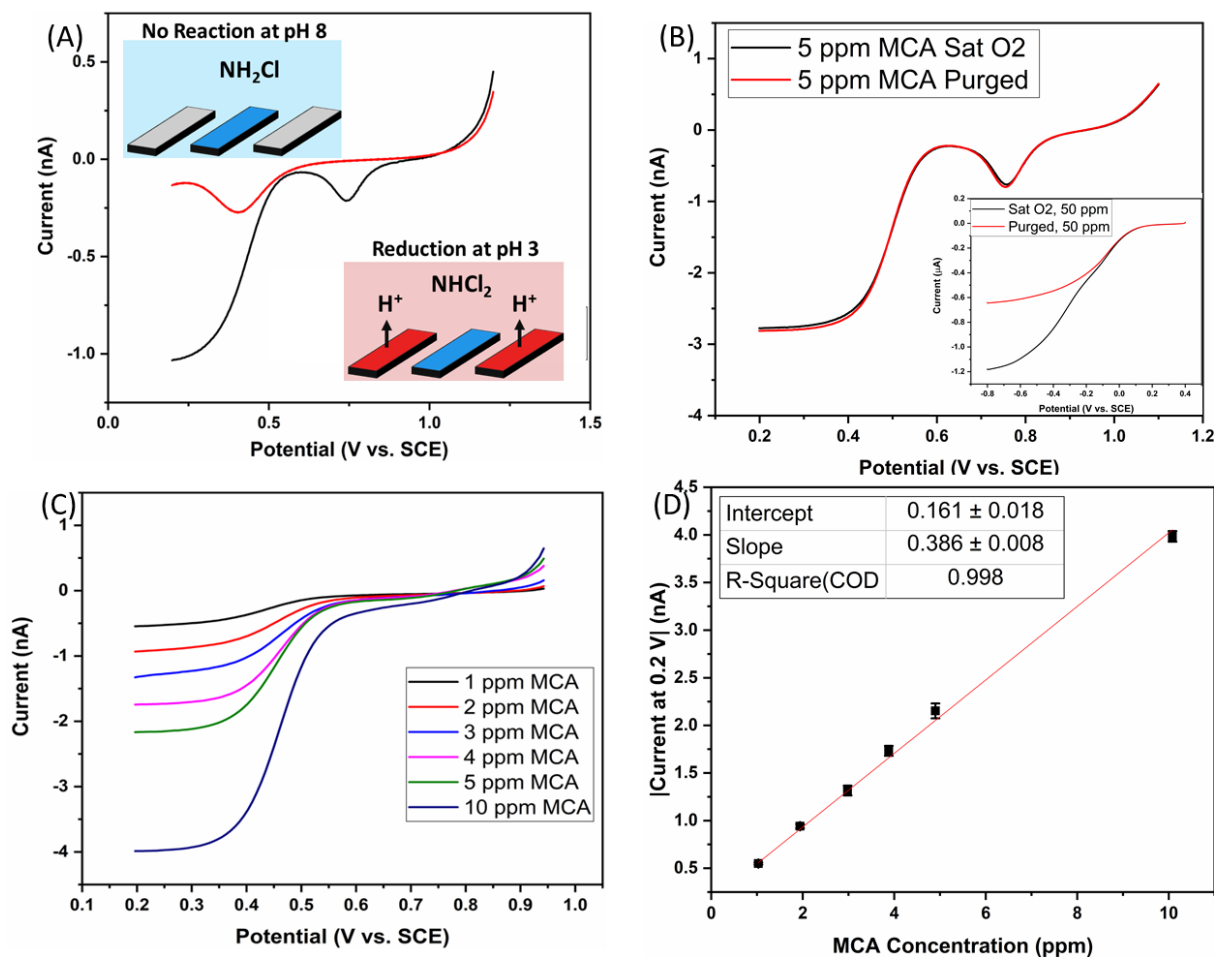 (A)
No Reaction at pH 8
NH₂Cl
Reduction at pH 3
NHCl₂
H⁺
H⁺
0.5
0.0
-0.5
-1.0
Current (nA)
0.0
0.5
1.0
1.5
Potential (V vs. SCE)
(B)
5 ppm MCA Sat O2
5 ppm MCA Purged
1
0
-1
-2
-3
-4
Current (nA)
0.2
0.4
0.6
0.8
1.0
1.2
Potential (V vs. SCE)
Sat O2, 50 ppm
Purged, 50 ppm
0.2
0.0
-0.2
-0.4
-0.6
-0.8
-1.0
-1.2
Current (μA)
-0.8
-0.6
-0.4
-0.2
0.0
0.2
0.4
Potential (V vs. SCE)
(C)
1
0
-1
-2
-3
-4
Current (nA)
1 ppm MCA
2 ppm MCA
3 ppm MCA
4 ppm MCA
5 ppm MCA
10 ppm MCA
0.1
0.2
0.3
0.4
0.5
0.6
0.7
0.8
0.9
1.0
Potential (V vs. SCE)
(D)
Intercept 0.161 ± 0.018
Slope 0.386 ± 0.008
R-Square(COD 0.998
4.5
4.0
3.5
3.0
2.5
2.0
1.5
1.0
0.5
|Current at 0.2 V| (nA)
0
2
4
6
8
10
MCA Concentration (ppm)